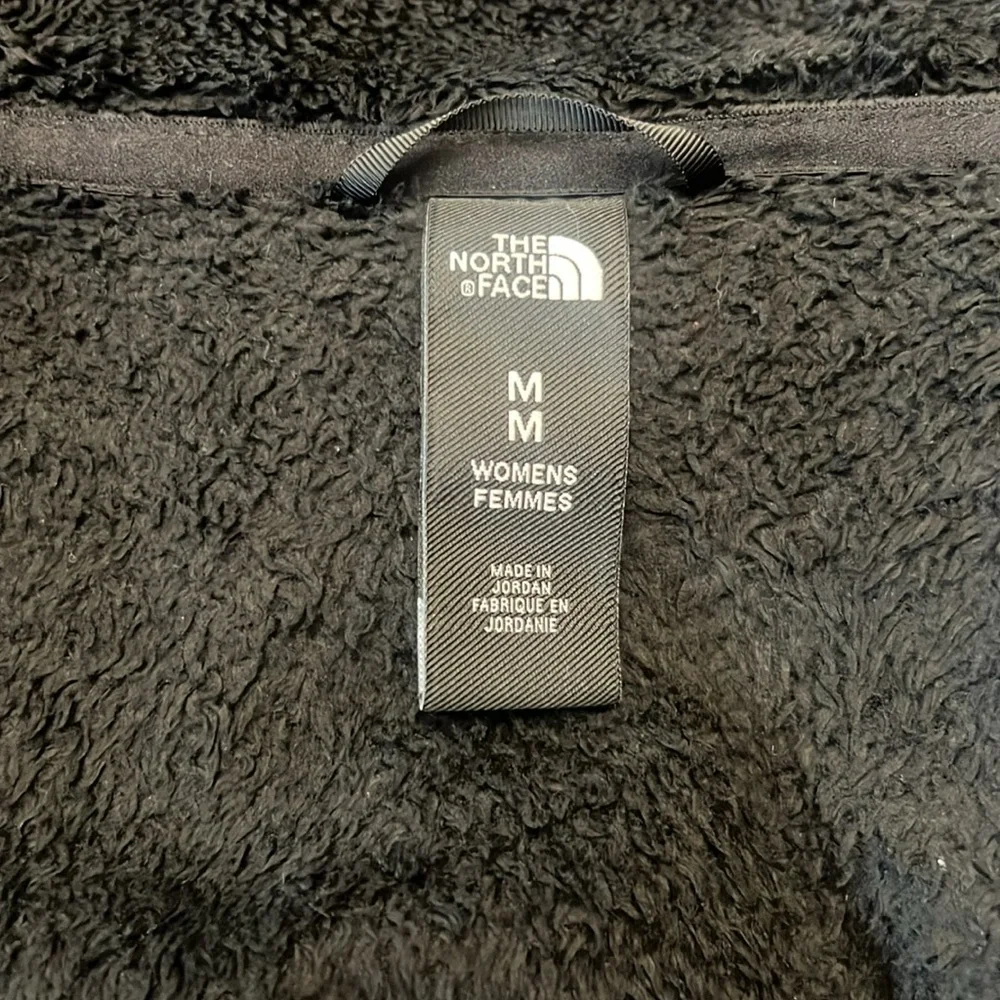 THE
NORTH
®FACE
M
M
WOMENS
FEMMES
MADE IN
JORDAN
FABRIQUE EN
JORDANIE